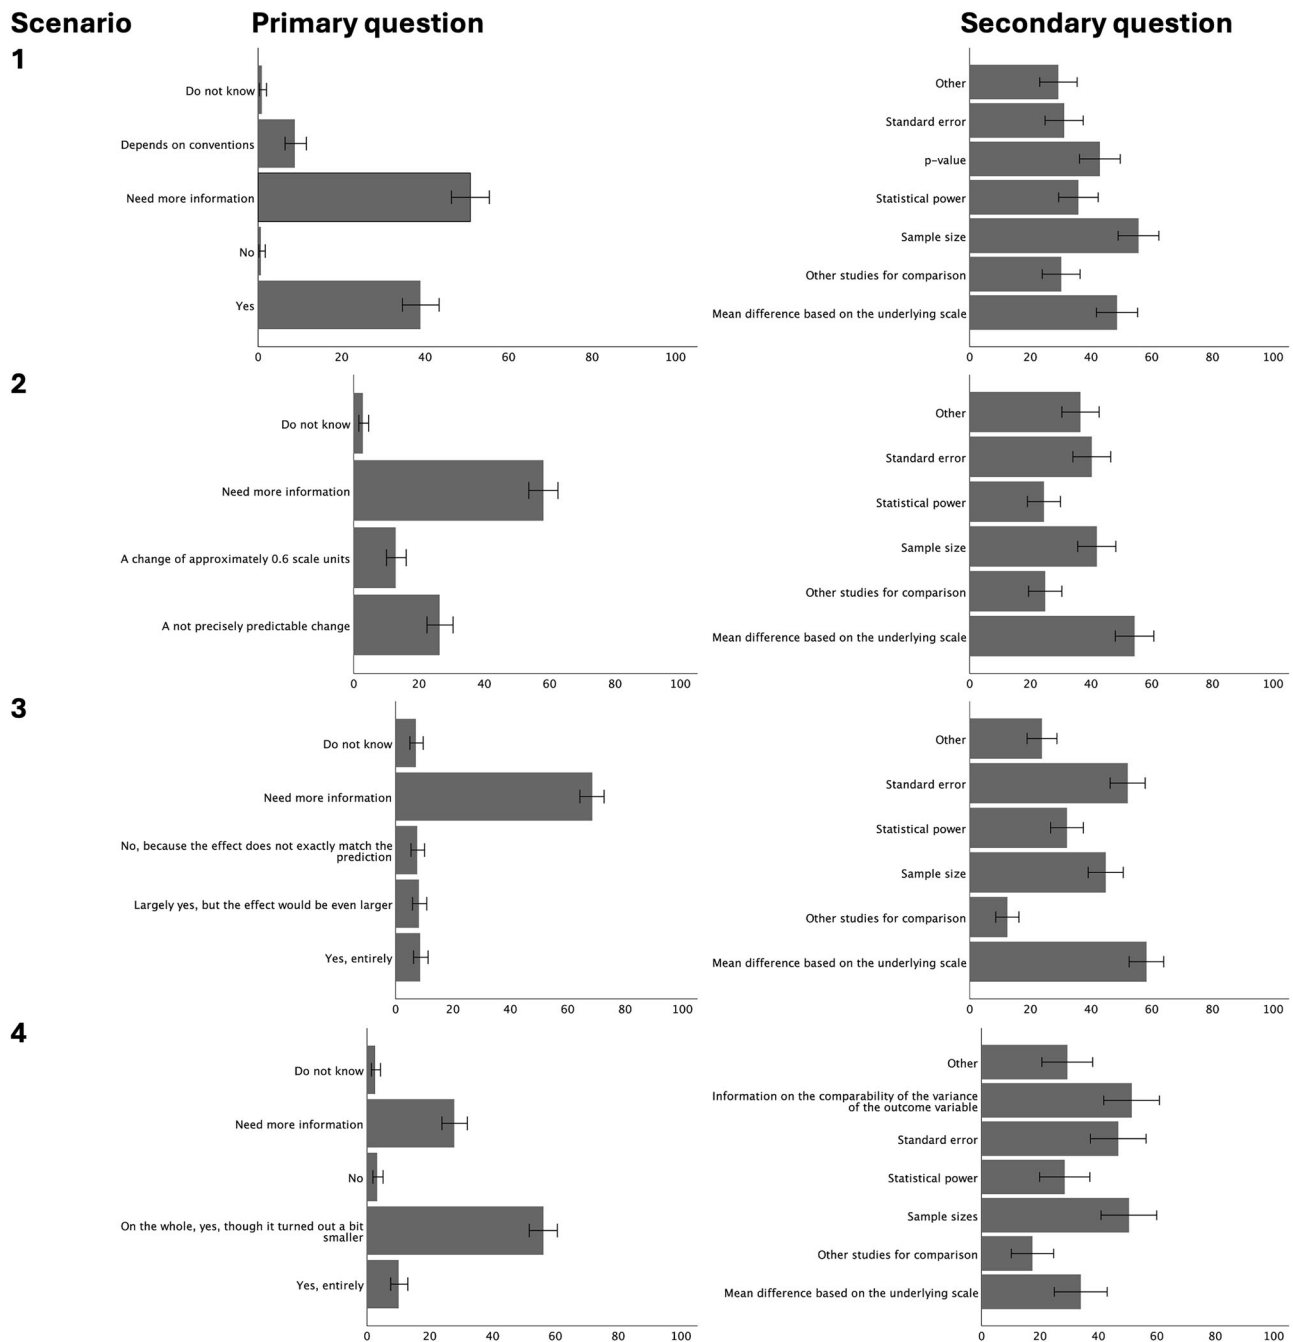 Scenario
Primary question
Secondary question
1
Do not know
Depends on conventions
Need more information
No
Yes
0 20 40 60 80 100
Other
Standard error
p-value
Statistical power
Sample size
Other studies for comparison
Mean difference based on the underlying scale
0 20 40 60 80 100
2
Do not know
Need more information
A change of approximately 0.6 scale units
A not precisely predictable change
0 20 40 60 80 100
Other
Standard error
Statistical power
Sample size
Other studies for comparison
Mean difference based on the underlying scale
0 20 40 60 80 100
3
Do not know
Need more information
No, because the effect does not exactly match the
prediction
Largely yes, but the effect would be even larger
Yes, entirely
0 20 40 60 80 100
Other
Standard error
Statistical power
Sample size
Other studies for comparison
Mean difference based on the underlying scale
0 20 40 60 80 100
4
Do not know
Need more information
No
On the whole, yes, though it turned out a bit
smaller
Yes, entirely
0 20 40 60 80 100
Other
Information on the comparability of the variance
of the outcome variable
Standard error
Statistical power
Sample sizes
Other studies for comparison
Mean difference based on the underlying scale
0 20 40 60 80 100